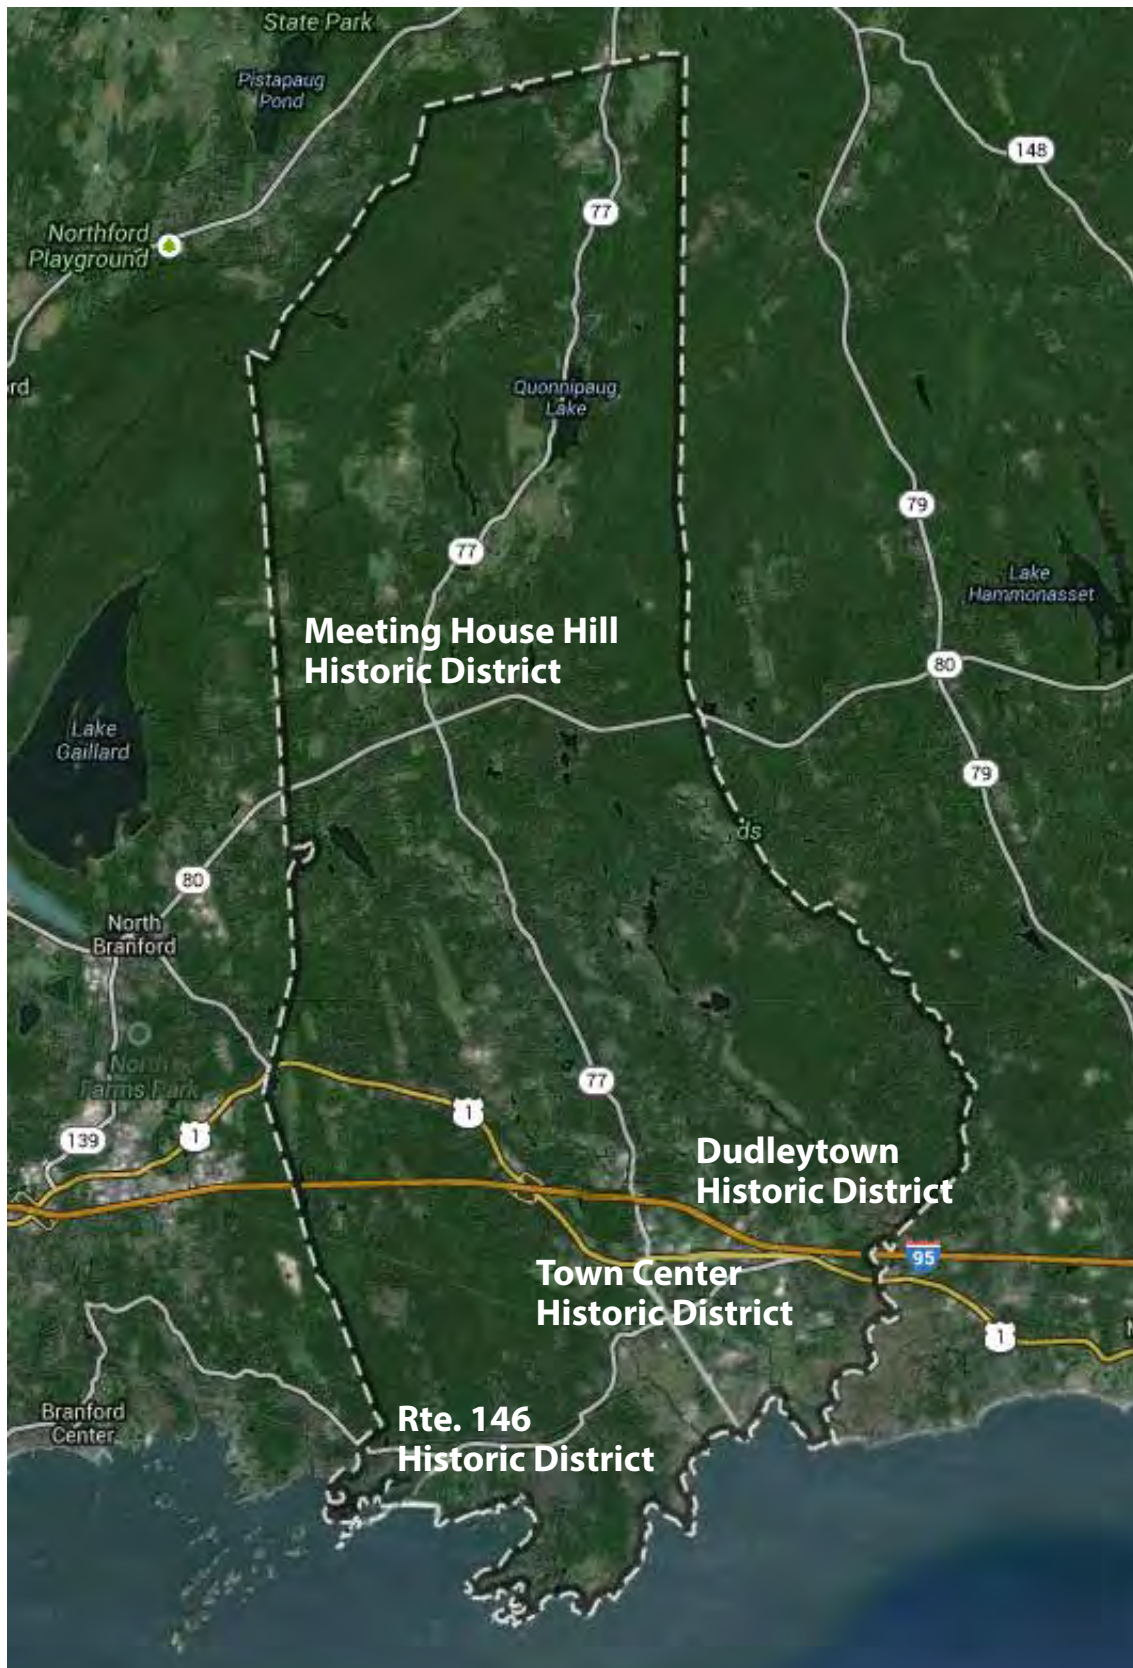 State Park
Pistapaug
Pond
148
77
Northford
Playground
rd
Quonnipaug
Lake
79
77
Lake
Hammonasset
Meeting House Hill
Historic District
80
Lake
Gaillard
79
ds
80
North
Branford
North
Farms Park
77
1
1
139
Dudleytown
Historic District
95
Town Center
Historic District
1
Branford
Center
Rte. 146
Historic District